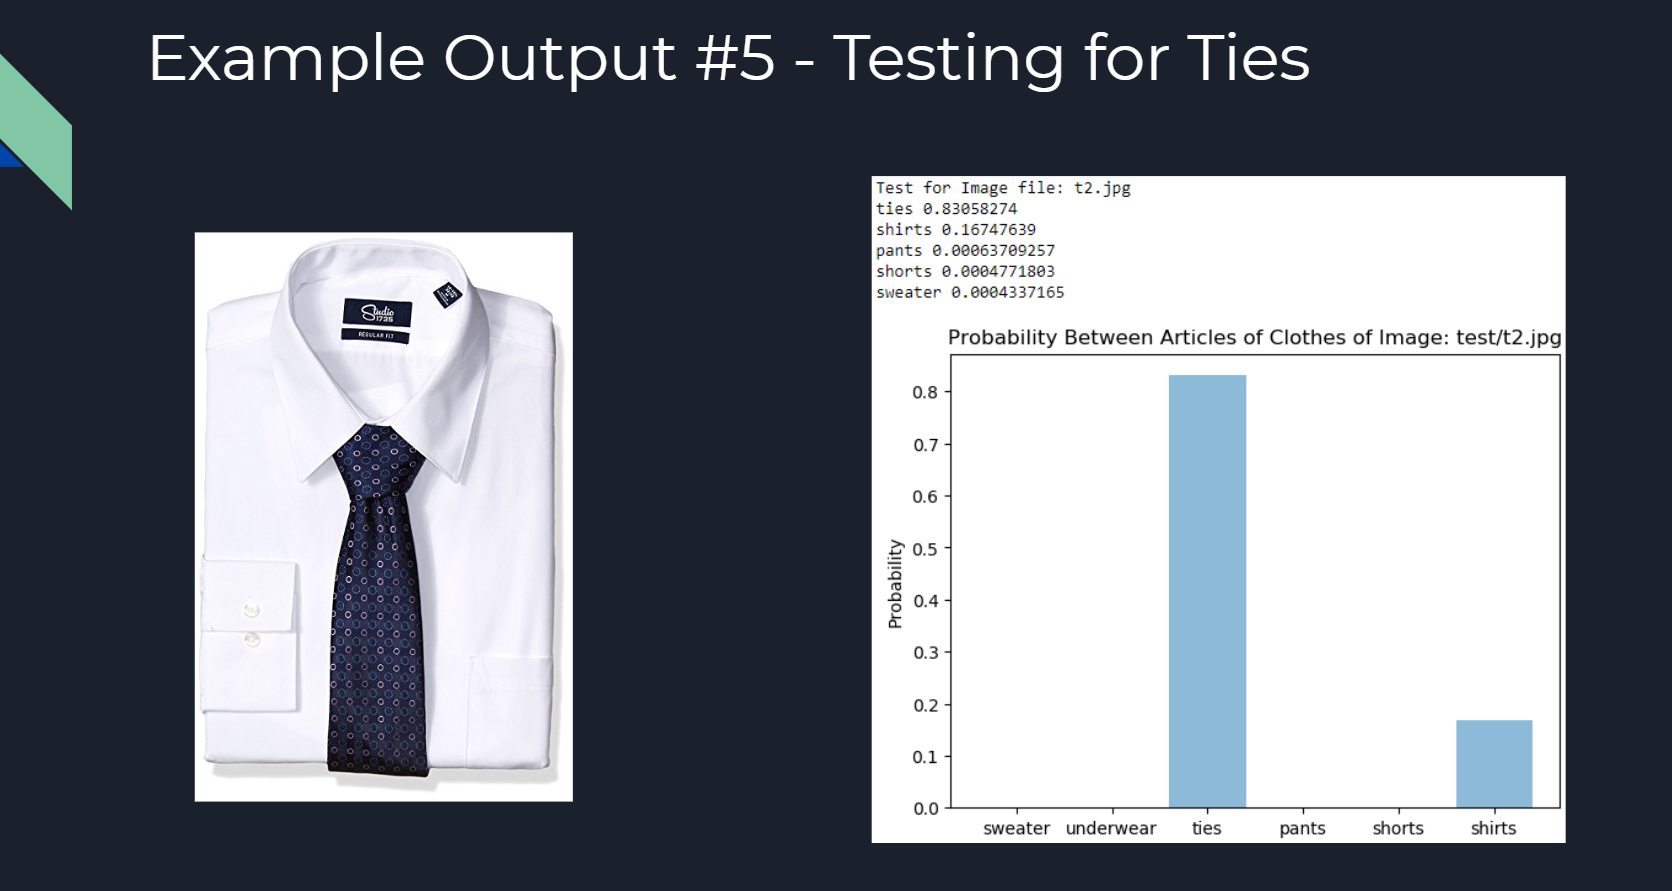 Example Output #5 - Testing for Ties
Studio
1735
REGULAR FIT
Test for Image file: t2.jpg
ties 0.83058274
shirts 0.16747639
pants 0.00063709257
shorts 0.0004771803
sweater 0.0004337165
Probability Between Articles of Clothes of Image: test/t2.jpg
Probability
0.8
0.7
0.6
0.5
0.4
0.3
0.2
0.1
0.0
sweater underwear ties pants shorts shirts